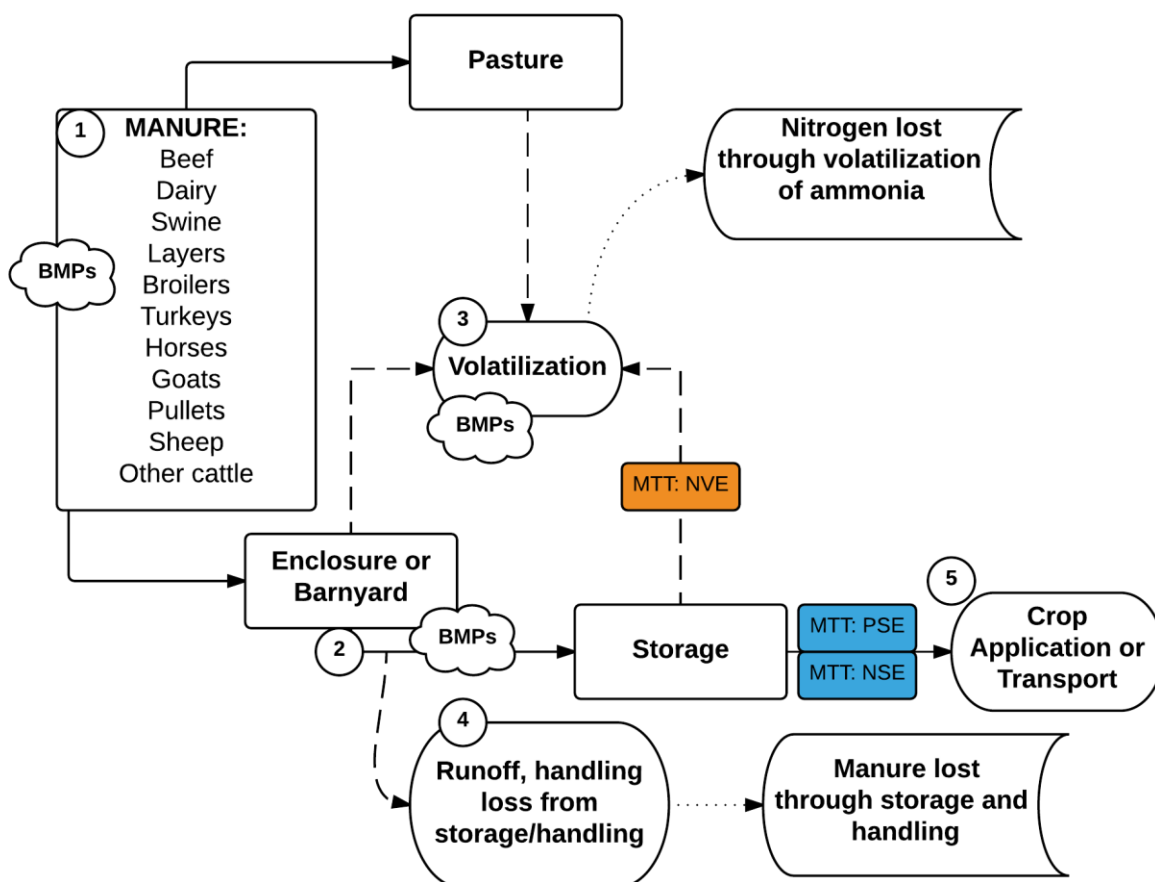 Pasture
1
MANURE:
Beef
Dairy
Swine
Layers
Broilers
Turkeys
Horses
Goats
Pullets
Sheep
Other cattle
BMPs
Nitrogen lost
through volatilization
of ammonia
3
Volatilization
BMPs
MTT: NVE
Enclosure or
Barnyard
2
BMPs
Storage
MTT: PSE
MTT: NSE
5
Crop
Application or
Transport
4
Runoff, handling
loss from
storage/handling
Manure lost
through storage and
handling